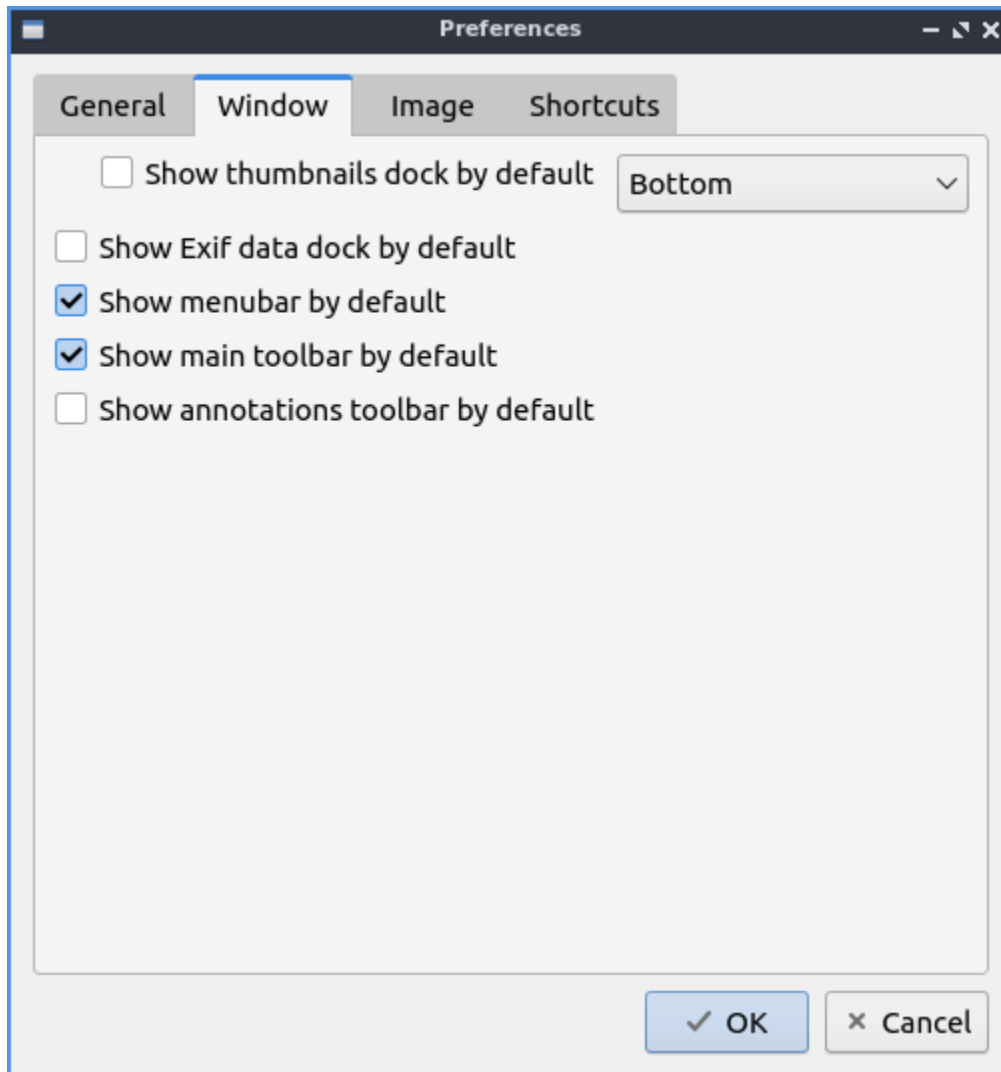 Preferences
General Window Image Shortcuts
Show thumbnails dock by default Bottom
Show Exif data dock by default
Show menubar by default
Show main toolbar by default
Show annotations toolbar by default
OK Cancel